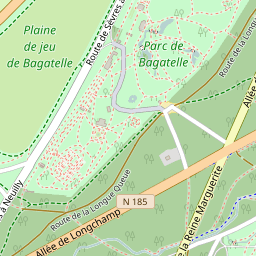 Plaine
de jeu
de Bagatelle
Route de Sèvres à
Parc de
Bagatelle
à Neuilly
Allée
N 185
Route de la Longue Queue
Allée de Longchamp
de la Reine Marguerite